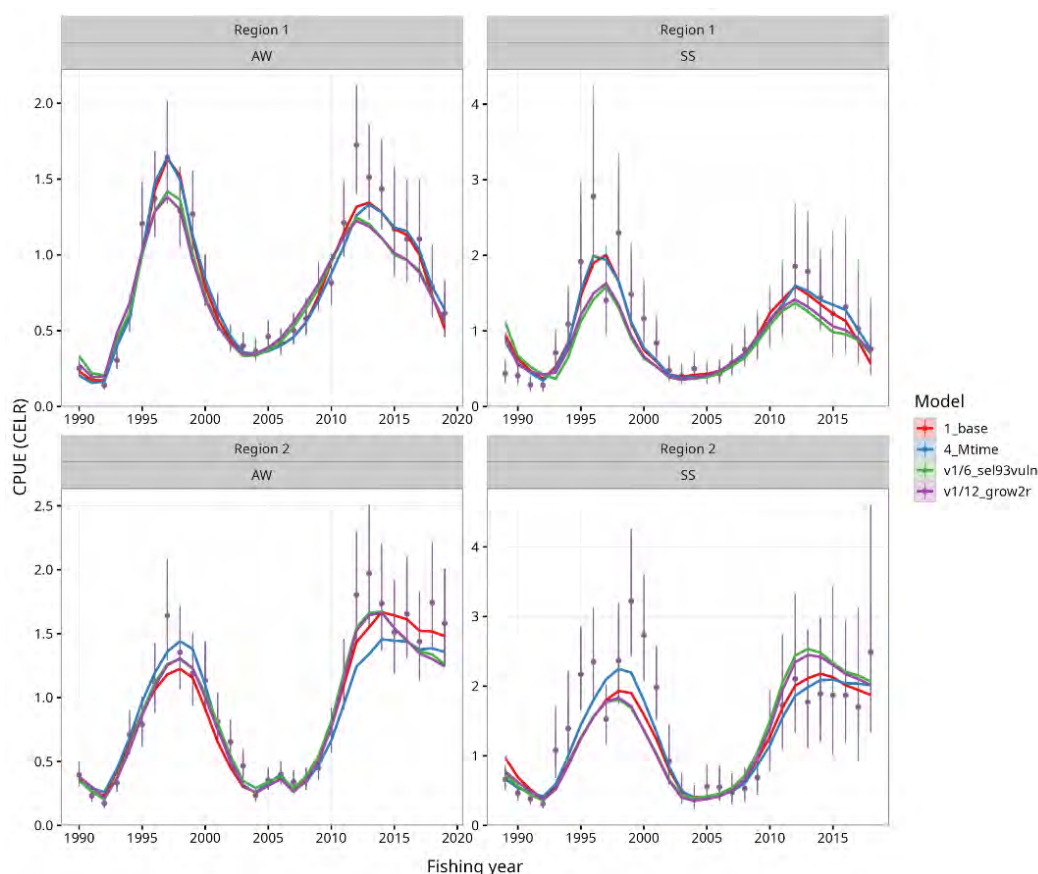 Region 1
Region 1
AW
SS
2.0
1.5
1.0
0.5
0.0
4
3
2
1
0
1990 1995 2000 2005 2010 2015 2020
1990 1995 2000 2005 2010 2015
CPUE (CELR)
Region 2
Region 2
AW
SS
2.5
2.0
1.5
1.0
0.5
0.0
4
3
2
1
0
1990 1995 2000 2005 2010 2015 2020
1990 1995 2000 2005 2010 2015
Fishing year
Model
1_base
4_Mtime
v1/6_sel93vuln
v1/12_grow2r